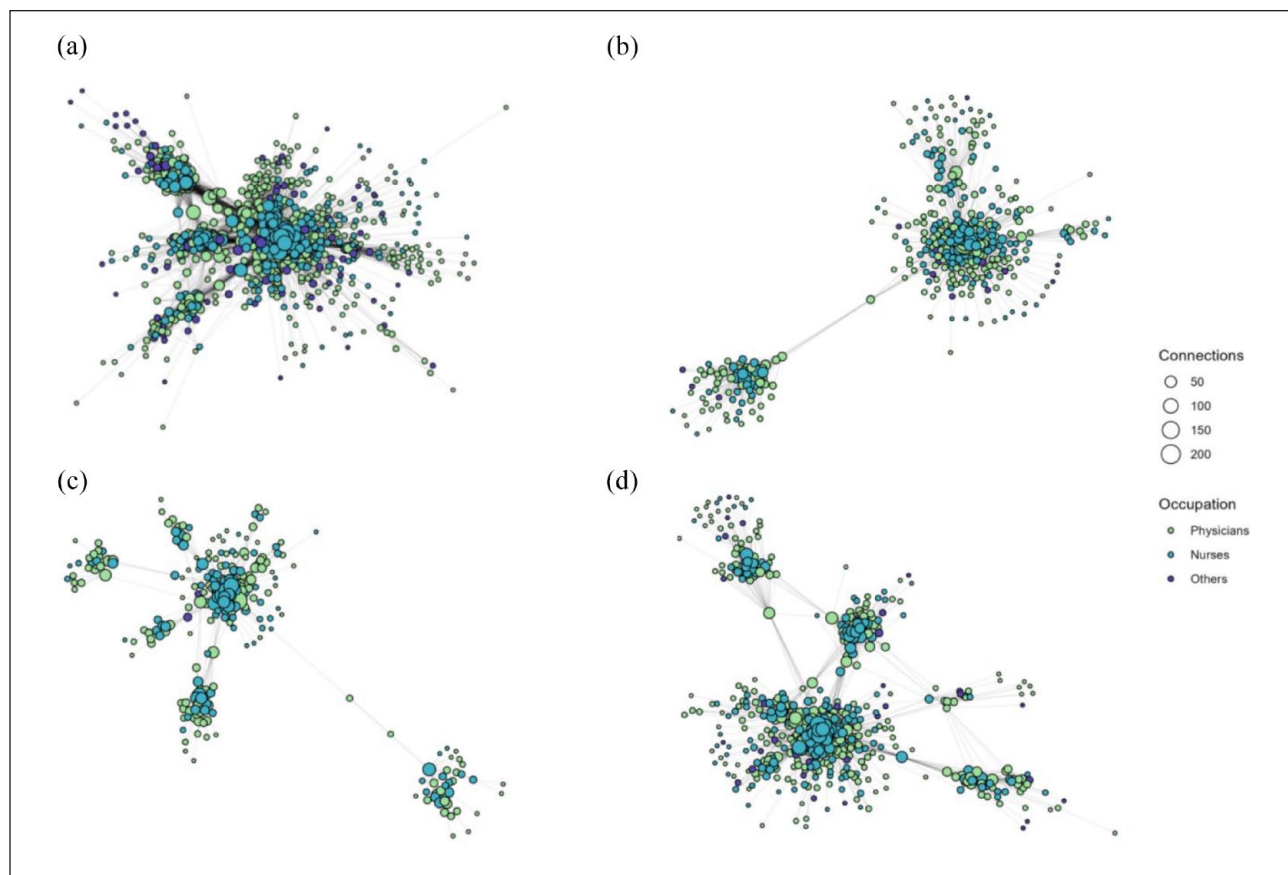 (a)
(b)
Connections
50
100
150
200
(c)
(d)
Occupation
Physicians
Nurses
Others